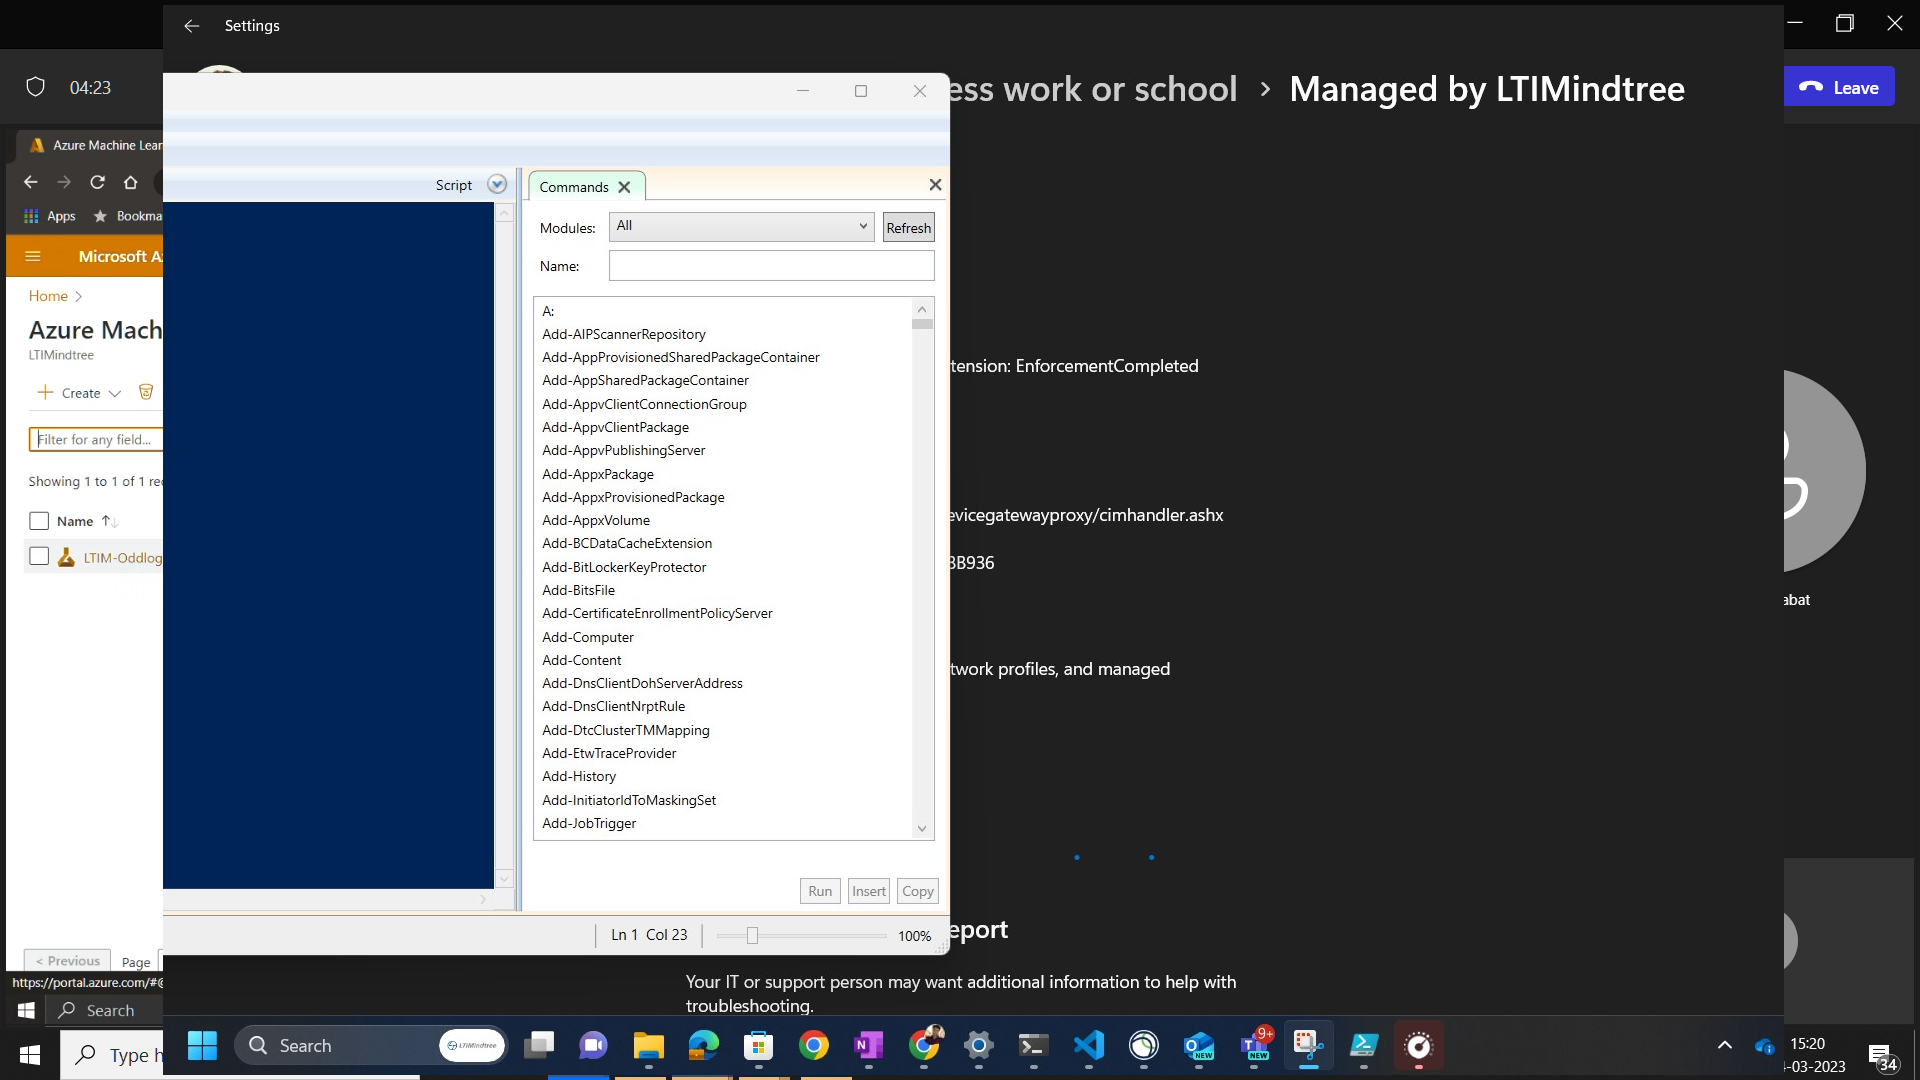 Settings
04:23
ess work or school > Managed by LTIMindtree
Leave
Azure Machine Lear
Apps
Bookma
Microsoft A
Home
Azure Mach
LTIMindtree
Create
Filter for any field...
Showing 1 to 1 of 1 rec
Name
LTIM-Oddlog
< Previous
Page
https://portal.azure.com/#@
Search
Type h
Script
Commands
Modules:
All
Refresh
Name:
A:
Add-AIPScannerRepository
Add-AppProvisionedSharedPackageContainer
Add-AppSharedPackageContainer
Add-AppvClientConnectionGroup
Add-AppvClientPackage
Add-AppvPublishingServer
Add-AppxPackage
Add-AppxProvisionedPackage
Add-AppxVolume
Add-BCDataCacheExtension
Add-BitLockerKeyProtector
Add-BitsFile
Add-CertificateEnrollmentPolicyServer
Add-Computer
Add-Content
Add-DnsClientDohServerAddress
Add-DnsClientNrptRule
Add-DtcClusterTMMapping
Add-EtwTraceProvider
Add-History
Add-InitiatorIdToMaskingSet
Add-JobTrigger
Run
Insert
Copy
Ln 1 Col 23
100%
tension: EnforcementCompleted
evicegatewayproxy/cimhandler.ashx
3B936
twork profiles, and managed
eport
Your IT or support person may want additional information to help with
troubleshooting.
abat
Search
LTIMindtree
NEW
9+
NEW
15:20
-03-2023
34